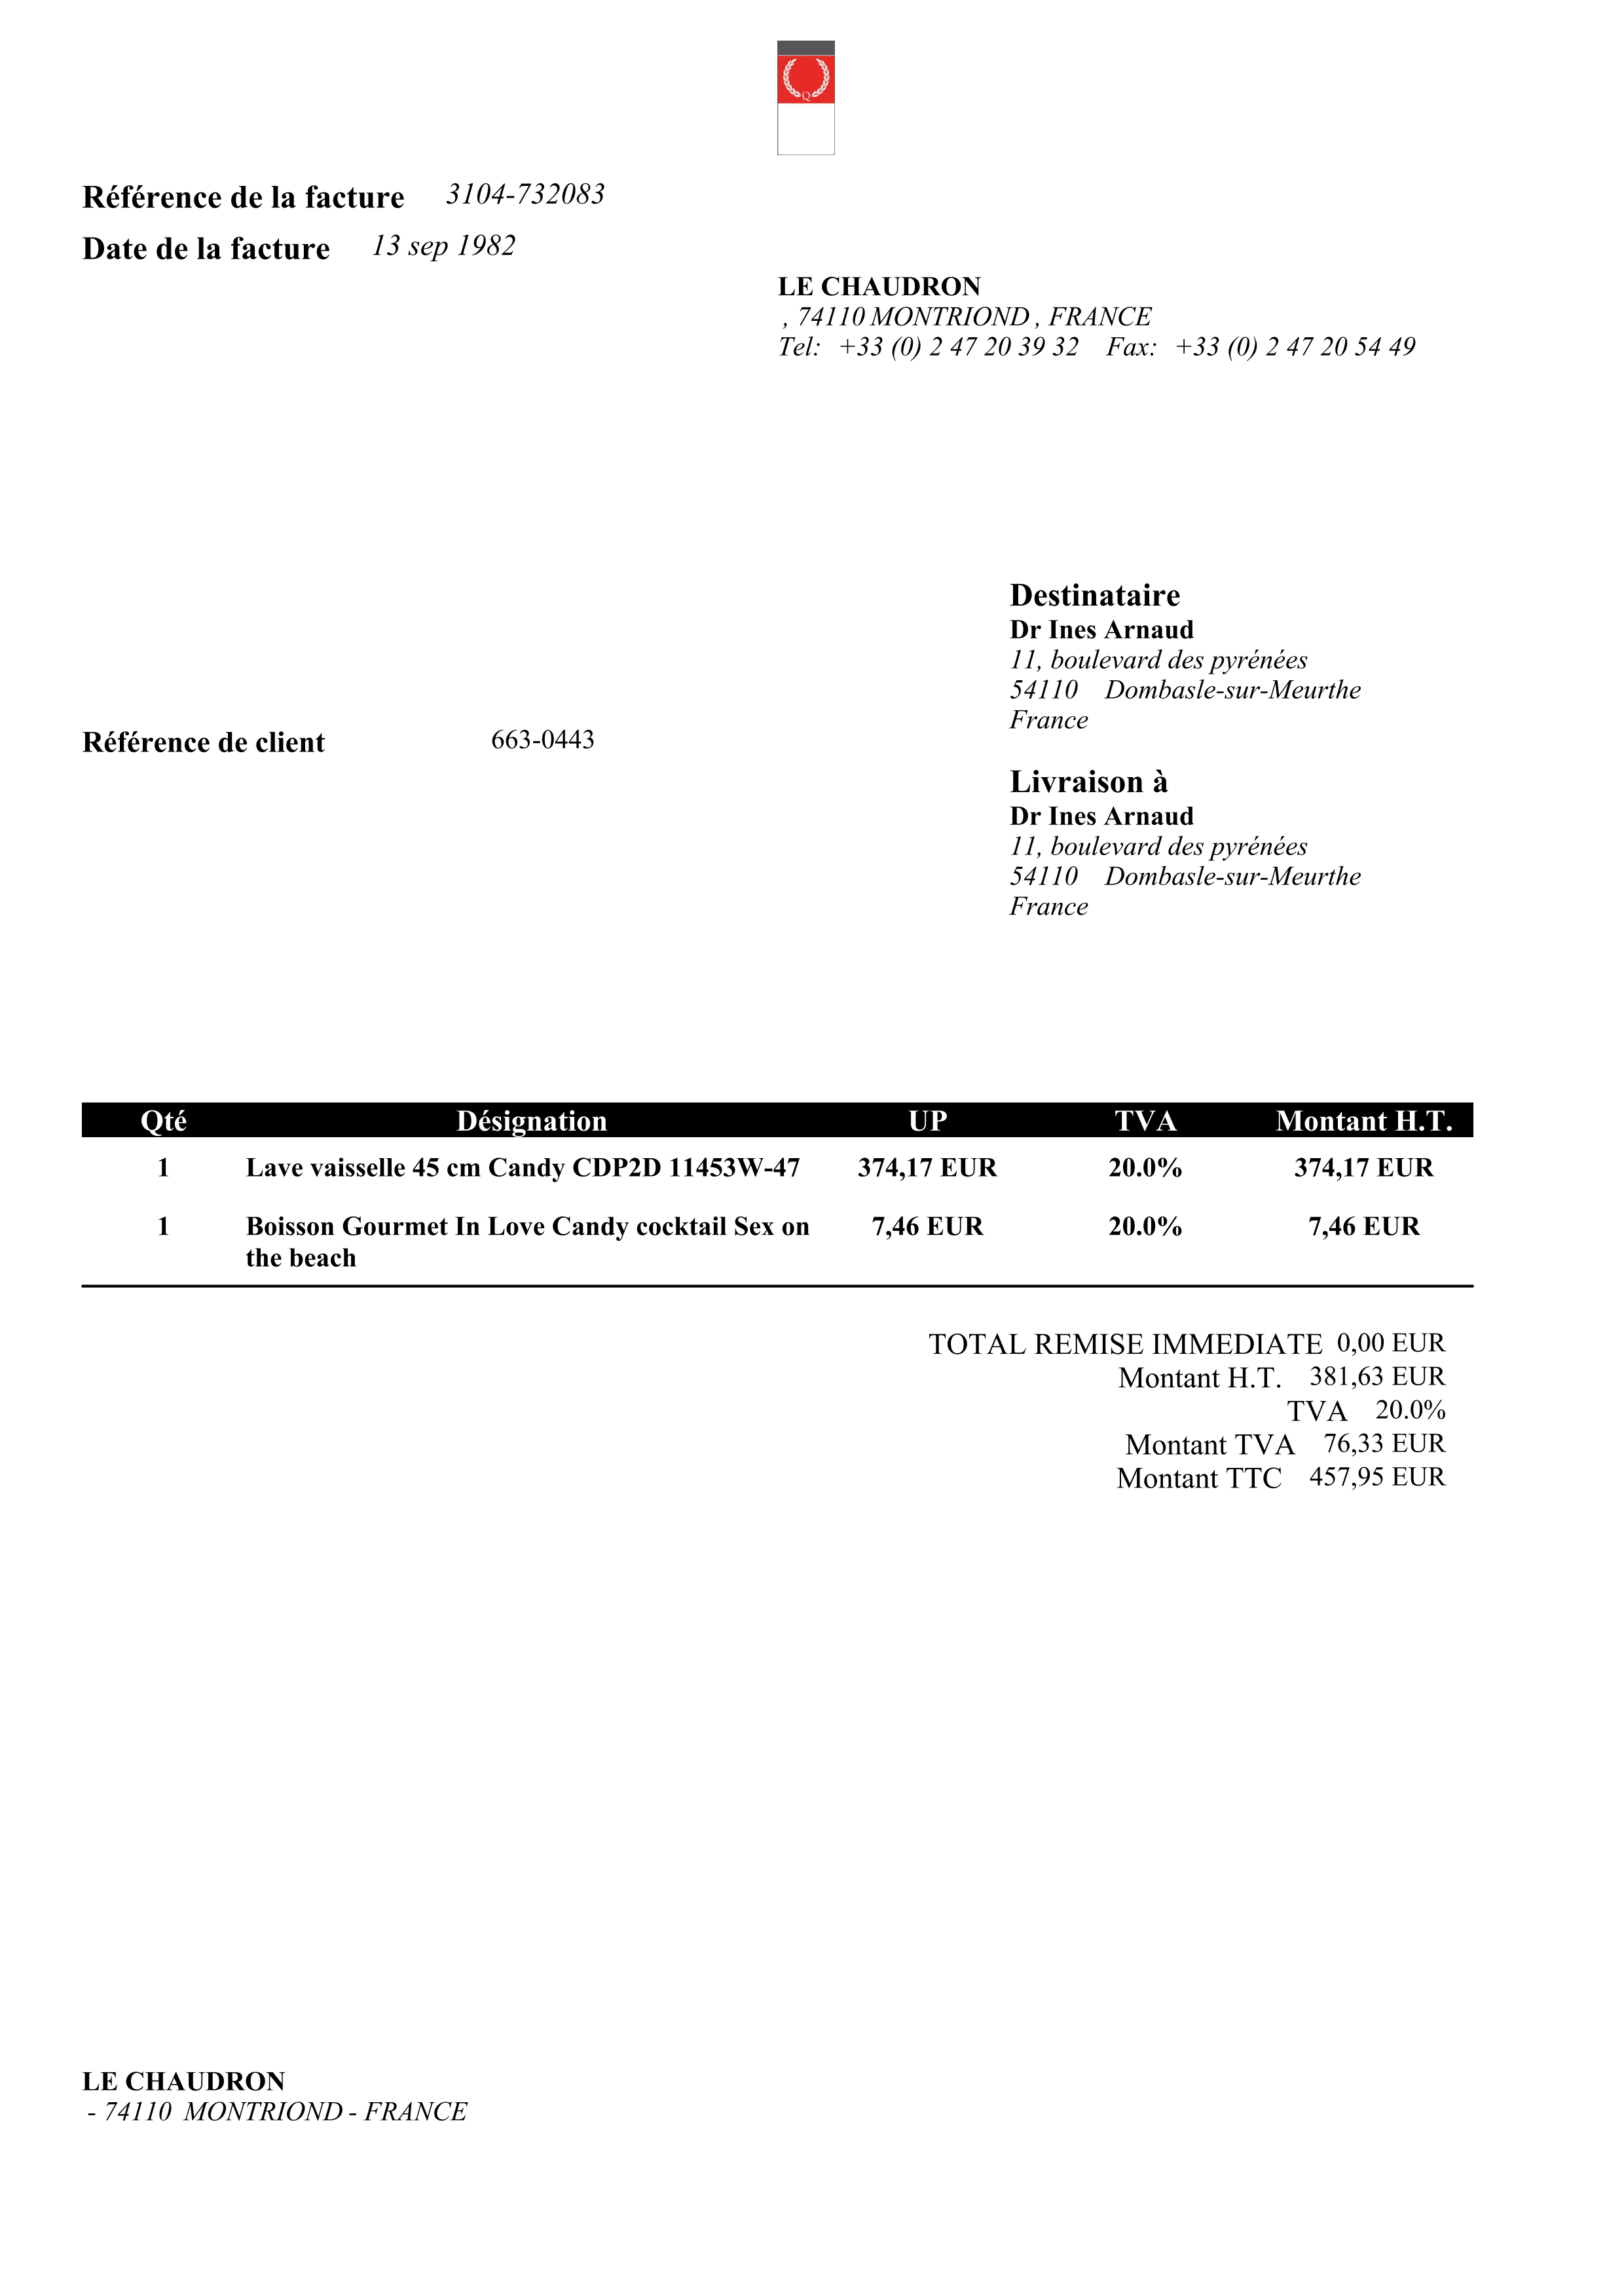 Q
Référence de la facture 3104-732083
Date de la facture 13 sep 1982
LE CHAUDRON
, 74110 MONTRIOND , FRANCE
Tel: +33 (0) 2 47 20 39 32 Fax: +33 (0) 2 47 20 54 49
Destinataire
Dr Ines Arnaud
11, boulevard des pyrénées
54110 Dombasle-sur-Meurthe
France
Référence de client 663-0443
Livraison à
Dr Ines Arnaud
11, boulevard des pyrénées
54110 Dombasle-sur-Meurthe
France
Qté Désignation UP TVA Montant H.T.
1 Lave vaisselle 45 cm Candy CDP2D 11453W-47 374,17 EUR 20.0% 374,17 EUR
1 Boisson Gourmet In Love Candy cocktail Sex on 7,46 EUR 20.0% 7,46 EUR
the beach
TOTAL REMISE IMMEDIATE 0,00 EUR
Montant H.T. 381,63 EUR
TVA 20.0%
Montant TVA 76,33 EUR
Montant TTC 457,95 EUR
LE CHAUDRON
- 74110 MONTRIOND - FRANCE